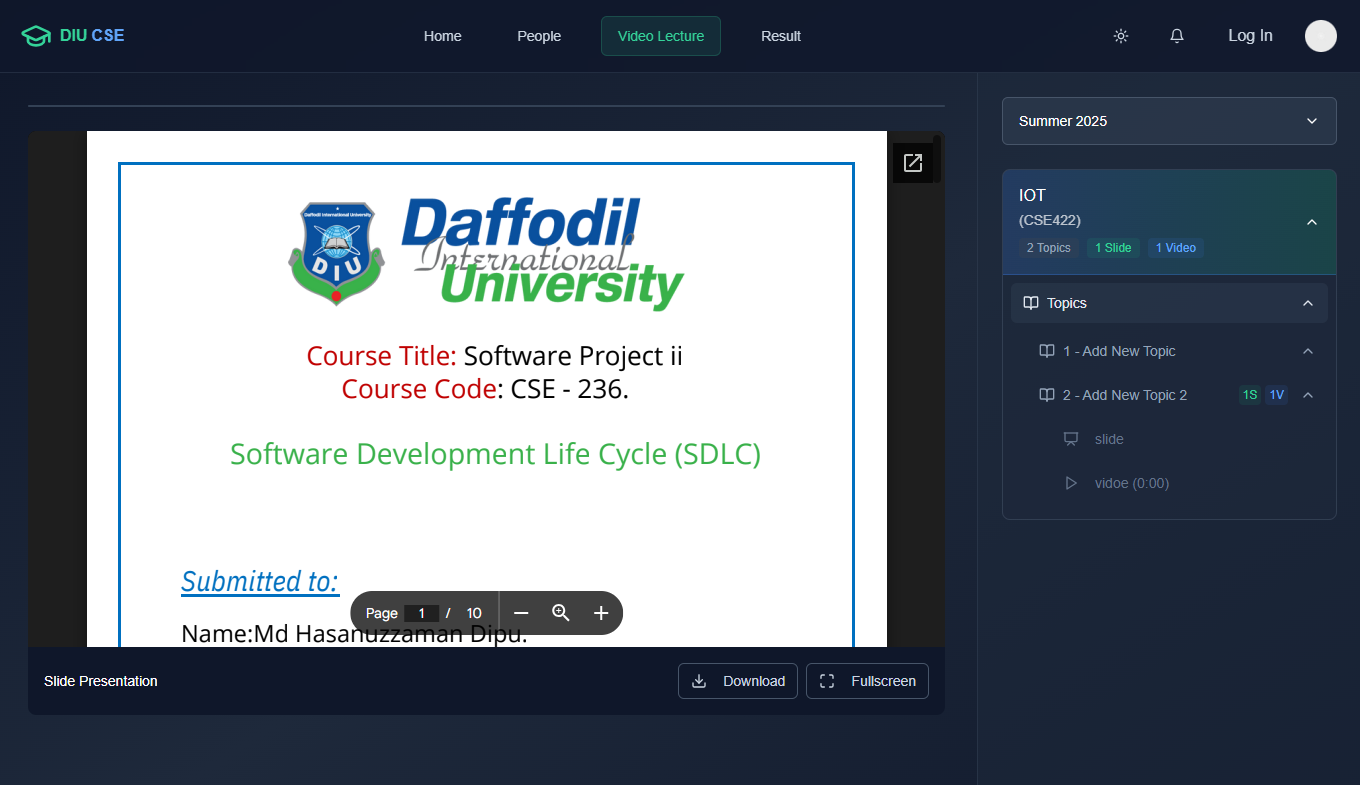 DIU CSE
Home
People
Video Lecture
Result
Log In
Daffodil International University
DIU
Daffodil
International
University
Course Title: Software Project ii
Course Code: CSE - 236.
Software Development Life Cycle (SDLC)
Submitted to:
Name:Md Hasanuzzaman Dipu.
Page 1 / 10
Slide Presentation
Download
Fullscreen
Summer 2025
IOT
(CSE422)
2 Topics 1 Slide 1 Video
Topics
1 - Add New Topic
2 - Add New Topic 2 1S 1V
slide
vidoe (0:00)